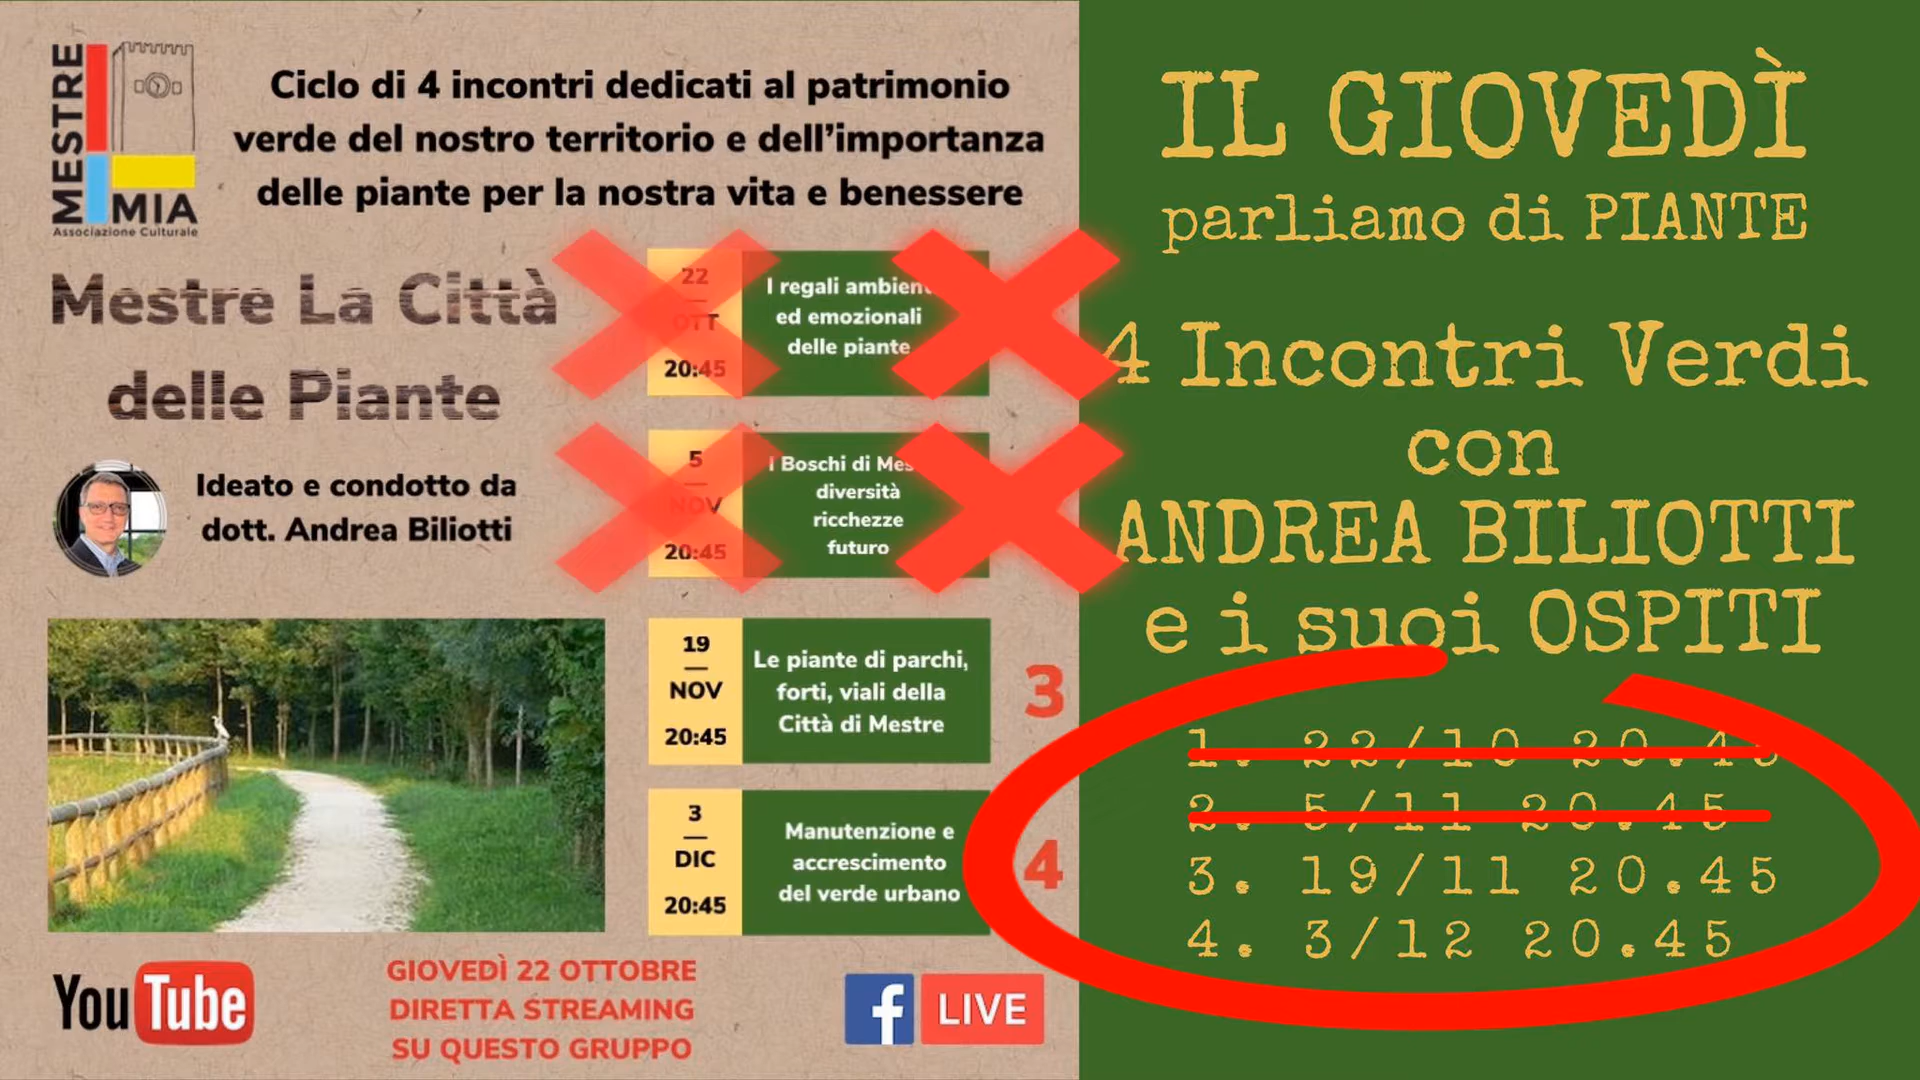 MESTRE
MIA
Associazione Culturale
Ciclo di 4 incontri dedicati al patrimonio
verde del nostro territorio e dell'importanza
delle piante per la nostra vita e benessere
Mestre La Città
delle Piante
Ideato e condotto da
dott. Andrea Biliotti
22
OTT
20:45
I regali
ed emozionali
delle piante
5
NOV
20:45
I Boschi di
diversità
ricchezze
futuro
19
NOV
20:45
Le piante di parchi,
forti, viali della
Città di Mestre
3
3
DIC
20:45
Manutenzione e
accrescimento
del verde urbano
4
YouTube
GIOVEDÌ 22 OTTOBRE
DIRETTA STREAMING
SU QUESTO GRUPPO
f LIVE
IL GIOVEDÌ
parliamo di PIANTE
4 Incontri Verdi
con
ANDREA BILIOTTI
e i suoi OSPITI
1. 22/10 20.45
2. 5/11 20.45
3. 19/11 20.45
4. 3/12 20.45